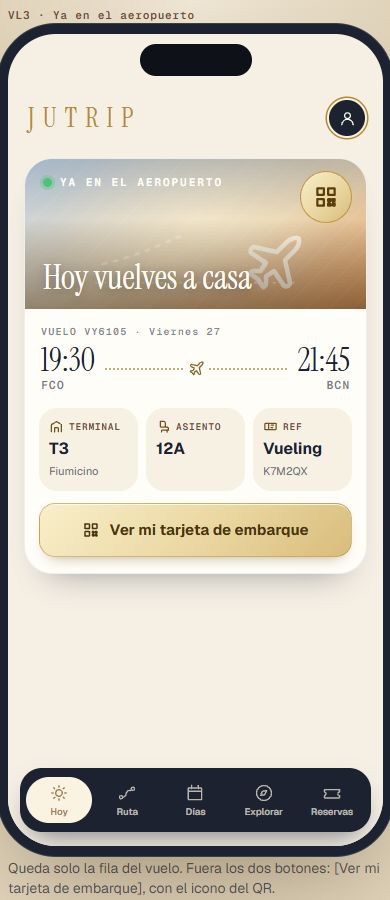 VL3 · Ya en el aeropuerto
JUTRIP
YA EN EL AEROPUERTO
Hoy vuelves a casa
VUELO VY6105 · Viernes 27
19:30 21:45
FCO BCN
TERMINAL ASIENTO REF
T3 12A Vueling
Fiumicino K7M2QX
Ver mi tarjeta de embarque
Hoy Ruta Días Explorar Reservas
Queda solo la fila del vuelo. Fuera los dos botones: [Ver mi
tarjeta de embarque], con el icono del QR.